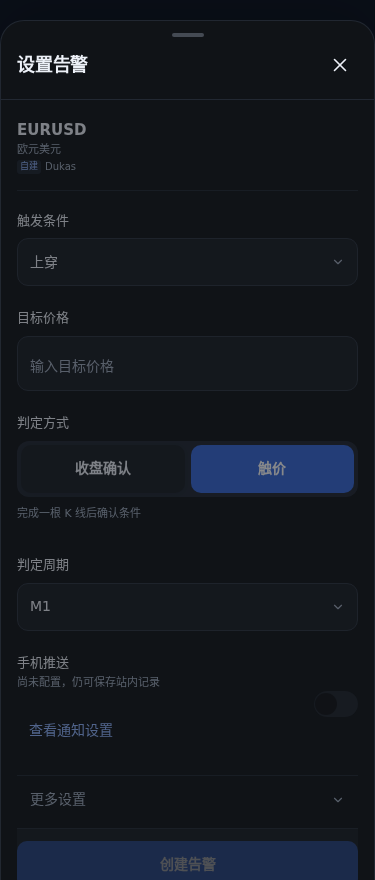 设置告警
EURUSD
欧元美元
自建 Dukas
触发条件
上穿
目标价格
输入目标价格
判定方式
收盘确认 触价
完成一根 K 线后确认条件
判定周期
M1
手机推送
尚未配置，仍可保存站内记录
查看通知设置
更多设置
创建告警